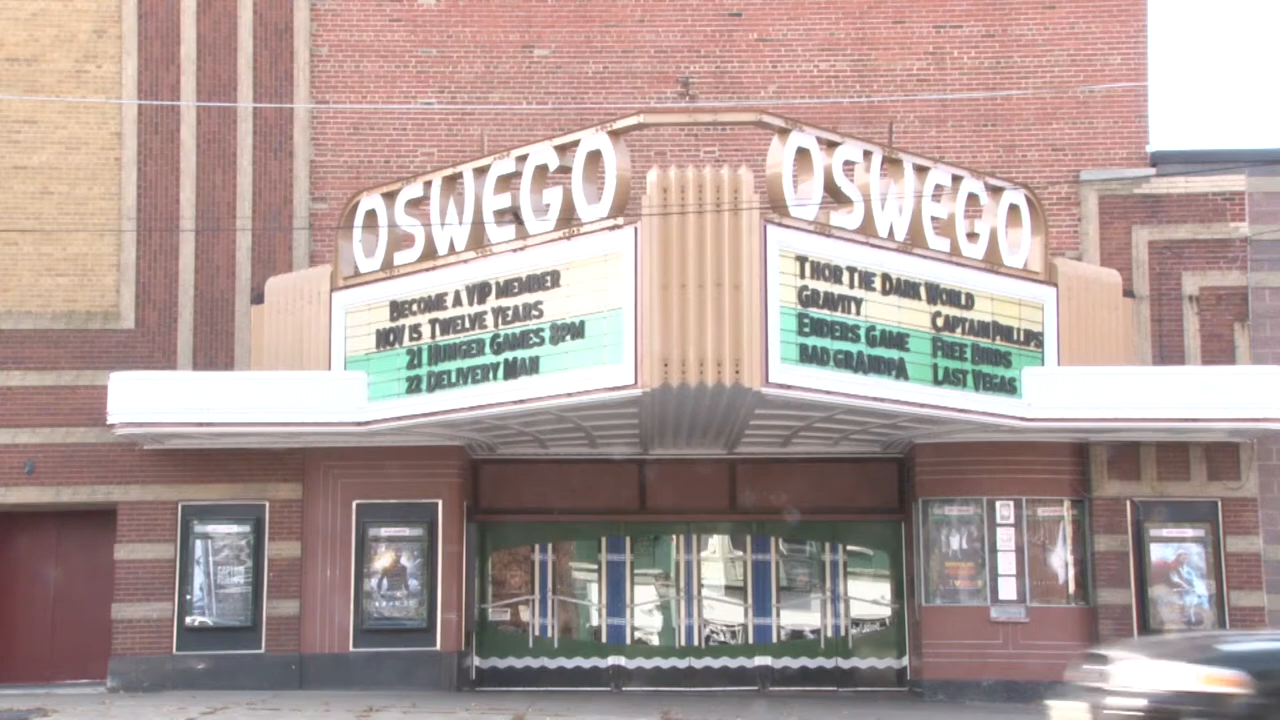 OSWEGO
BECOME A VIP MEMBER
NOV 15 TWELVE YEARS
21 HUNGER GAMES 8PM
22 DELIVERY MAN
OSWEGO
THOR THE DARK WORLD
GRAVITY CAPTAIN PHILLIPS
ENDERS GAME FREE BIRDS
BAD GRANDPA LAST VEGAS